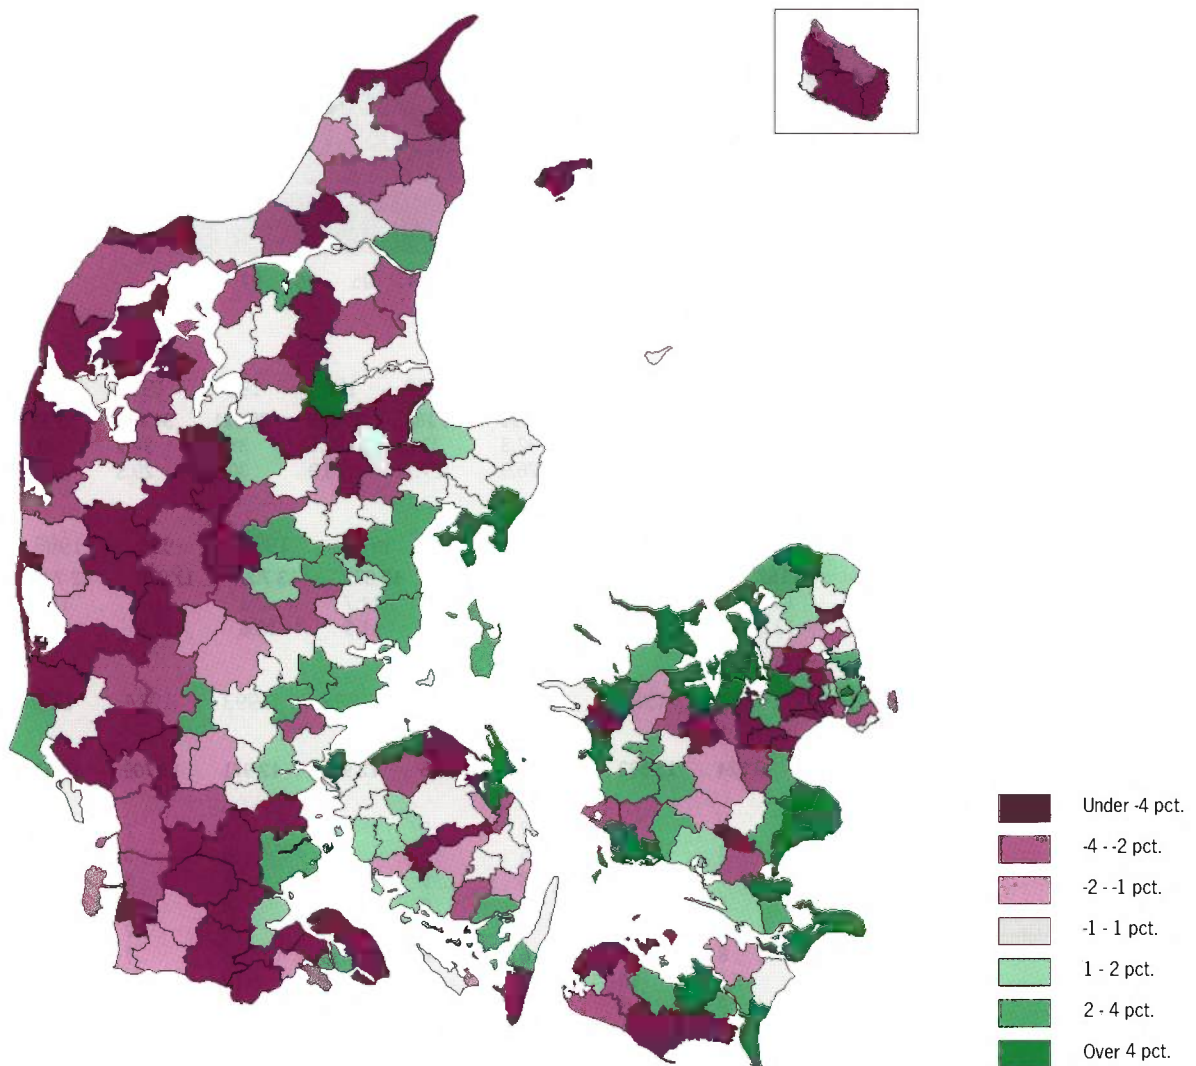 Under -4 pct.
-4 - -2 pct.
-2 - -1 pct.
-1 - 1 pct.
1 - 2 pct.
2 - 4 pct.
Over 4 pct.